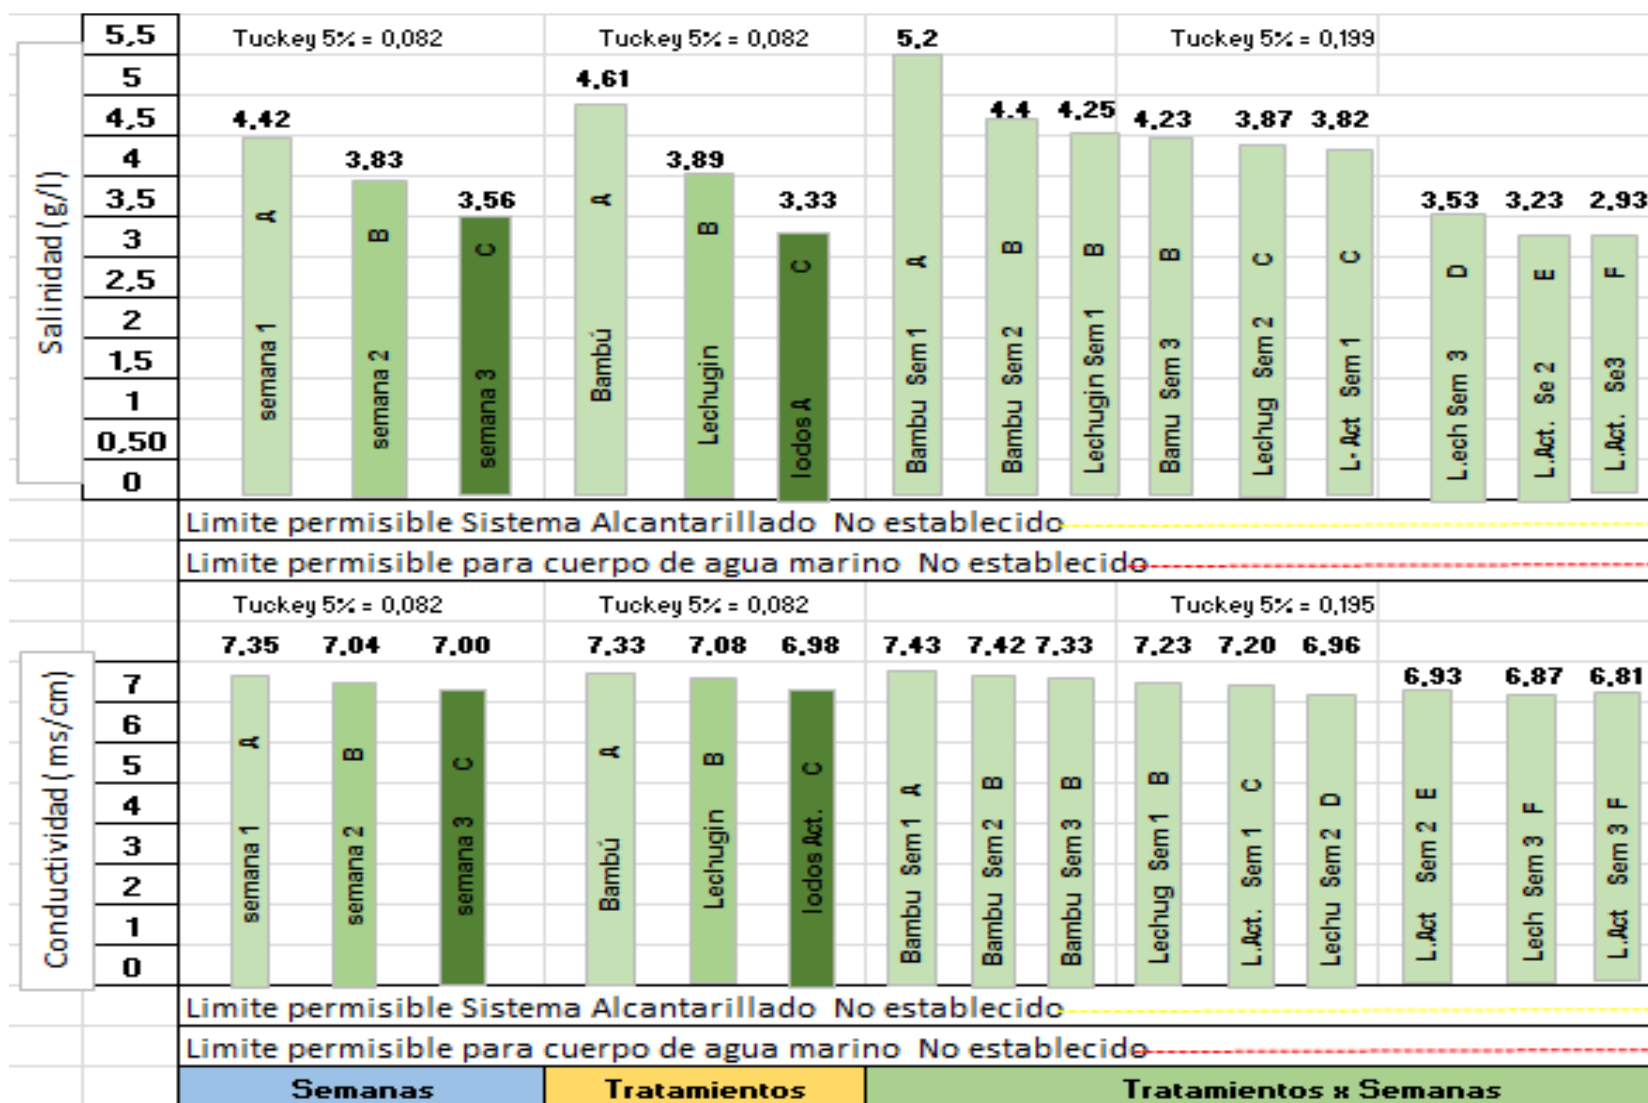 Salinidad (g/l)
5,5
5
4,5
4
3,5
3
2,5
2
1,5
1
0,50
0
Tuckey 5% = 0,082
Tuckey 5% = 0,082
Tuckey 5% = 0,199
4.42
3.83
3.56
4.61
3.89
3.33
5.2
4.4
4.25
4.23
3.87
3.82
3.53
3.23
2.93
semana 1 A
semana 2 B
semana 3 C
Bambú A
Lechugin B
lodos A C
Bambu Sem 1 A
Bambu Sem 2 B
Lechugin Sem1 B
Bamu Sem 3 B
Lechug Sem 2 C
L- Act Sem 1 C
L.ech Sem 3 D
L.Act. Se 2 E
L.Act. Se3 F
Limite permisible Sistema Alcantarillado No establecido
Limite permisible para cuerpo de agua marino No establecido
Conductividad ( ms/cm)
7
6
5
4
3
2
1
0
Tuckey 5% = 0,082
Tuckey 5% = 0,082
Tuckey 5% = 0,195
7.35
7.04
7.00
7.33
7.08
6.98
7.43
7.42
7.33
7.23
7.20
6.96
6.93
6.87
6.81
semana 1 A
semana 2 B
semana 3 C
Bambú A
Lechugin B
lodos Act. C
Bambu Sem 1 A
Bambu Sem 2 B
Bambu Sem 3 B
Lechug Sem1 B
L.Act. Sem 1 C
Lechu Sem 2 D
L.Act Sem 2 E
Lech Sem 3 F
L.Act Sem 3 F
Limite permisible Sistema Alcantarillado No establecido
Limite permisible para cuerpo de agua marino No establecido
Semanas
Tratamientos
Tratamientos x Semanas